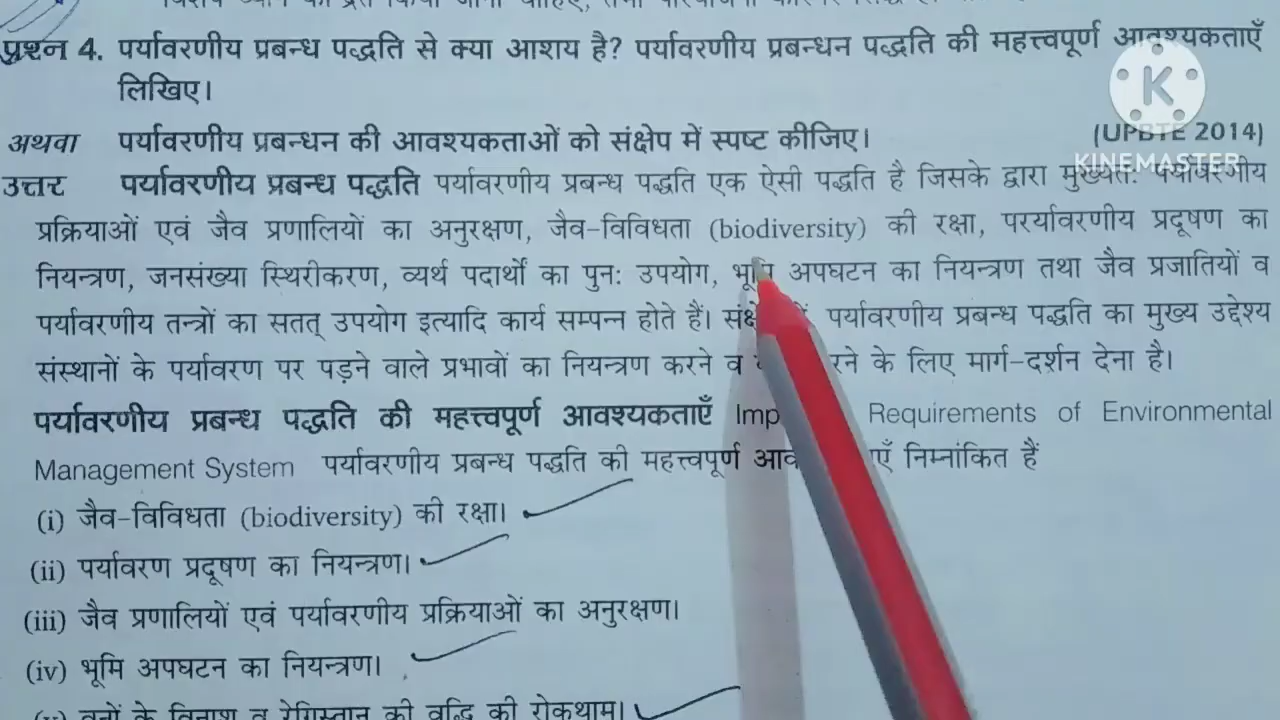 प्रश्न 4. पर्यावरणीय प्रबन्ध पद्धति से क्या आशय है? पर्यावरणीय प्रबन्धन पद्धति की महत्त्वपूर्ण आवश्यकताएँ
लिखिए।
अथवा पर्यावरणीय प्रबन्धन की आवश्यकताओं को संक्षेप में स्पष्ट कीजिए। (UPBTE 2014)
K
KINEMASTER
उत्तर पर्यावरणीय प्रबन्ध पद्धति पर्यावरणीय प्रबन्ध पद्धति एक ऐसी पद्धति है जिसके द्वारा मुख्यतः पर्यावरणीय
प्रक्रियाओं एवं जैव प्रणालियों का अनुरक्षण, जैव-विविधता (biodiversity) की रक्षा, परर्यावरणीय प्रदूषण का
नियन्त्रण, जनसंख्या स्थिरीकरण, व्यर्थ पदार्थों का पुनः उपयोग, भूमि अपघटन का नियन्त्रण तथा जैव प्रजातियों व
पर्यावरणीय तन्त्रों का सतत् उपयोग इत्यादि कार्य सम्पन्न होते हैं। पर्यावरणीय प्रबन्ध पद्धति का मुख्य उद्देश्य
संस्थानों के पर्यावरण पर पड़ने वाले प्रभावों का नियन्त्रण करने व के लिए मार्ग-दर्शन देना है।
पर्यावरणीय प्रबन्ध पद्धति की महत्त्वपूर्ण आवश्यकताएँ Requirements of Environmental
Management System पर्यावरणीय प्रबन्ध पद्धति की महत्त्वपूर्ण निम्नांकित हैं
(i) जैव-विविधता (biodiversity) की रक्षा।
(ii) पर्यावरण प्रदूषण का नियन्त्रण।
(iii) जैव प्रणालियों एवं पर्यावरणीय प्रक्रियाओं का अनुरक्षण।
(iv) भूमि अपघटन का नियन्त्रण।
(v) वनों के विनाश व रेगिस्तान की वृद्धि की रोकथाम।